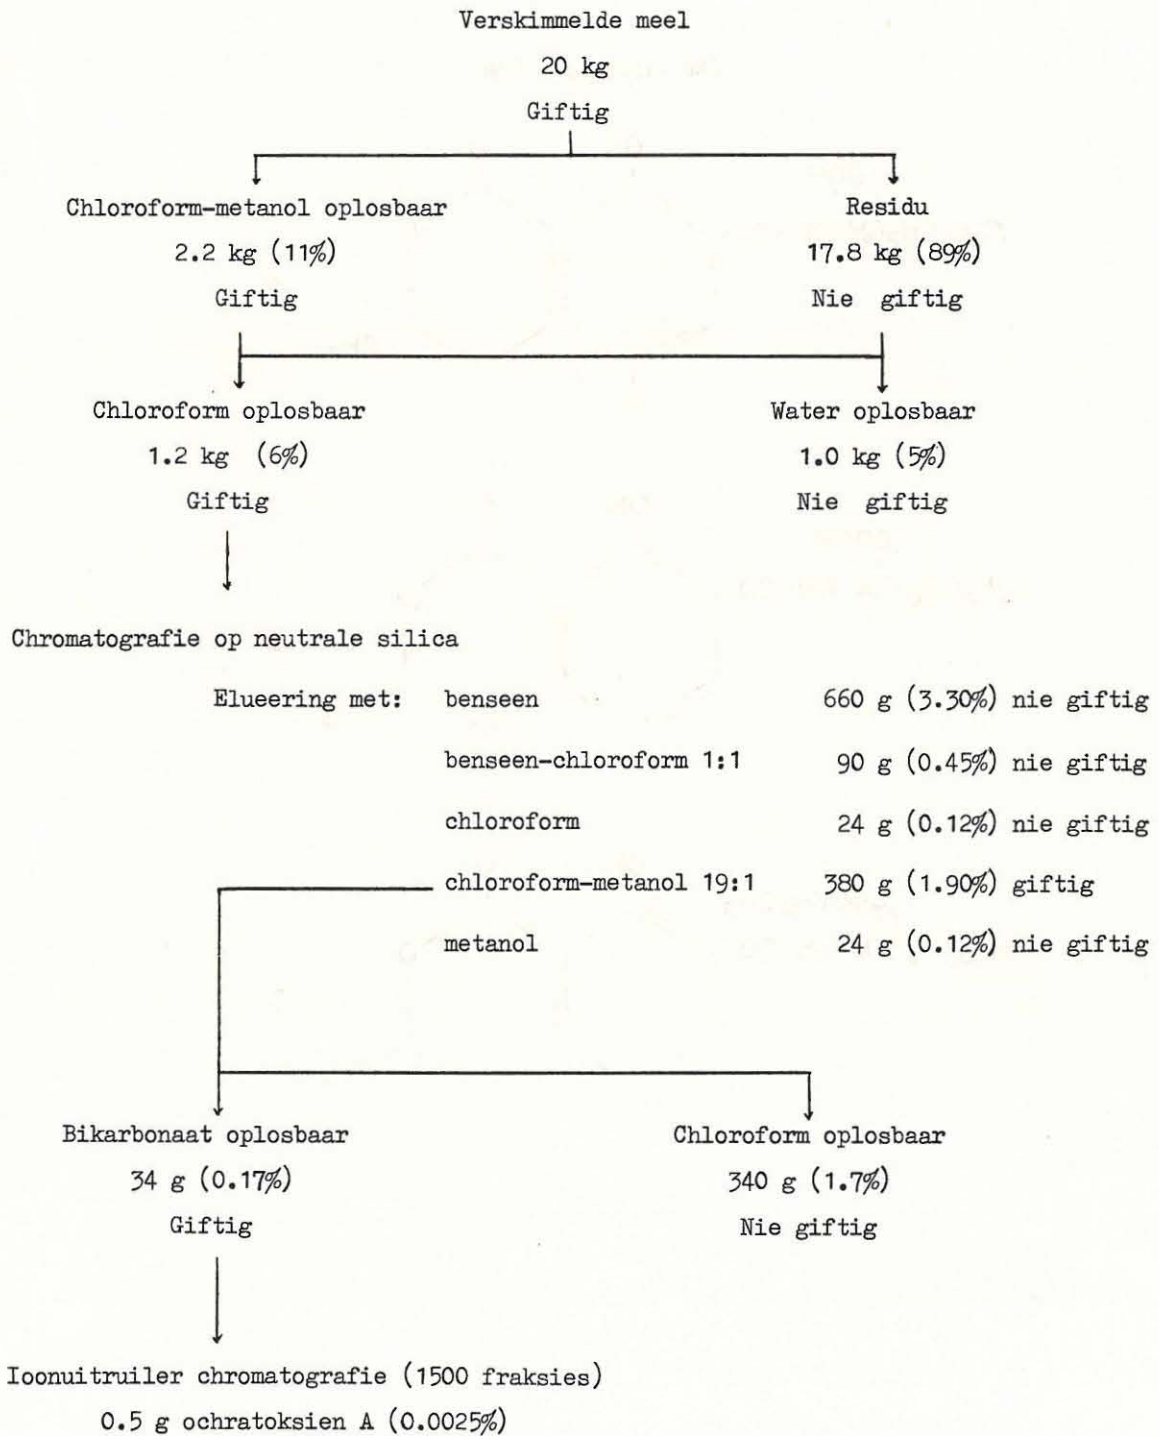 Verskimmelde meel
20 kg
Giftig
Chloroform-metanol oplosbaar
2.2 kg (11%)
Giftig
Residu
17.8 kg (89%)
Nie giftig
Chloroform oplosbaar
1.2 kg (6%)
Giftig
Water oplosbaar
1.0 kg (5%)
Nie giftig
Chromatografie op neutrale silica
Elueering met: benseen 660 g (3.30%) nie giftig
benseen-chloroform 1:1 90 g (0.45%) nie giftig
chloroform 24 g (0.12%) nie giftig
chloroform-metanol 19:1 380 g (1.90%) giftig
metanol 24 g (0.12%) nie giftig
Bikarbonaat oplosbaar
34 g (0.17%)
Giftig
Chloroform oplosbaar
340 g (1.7%)
Nie giftig
Ioonuitruiler chromatografie (1500 fraksies)
0.5 g ochratoksien A (0.0025%)